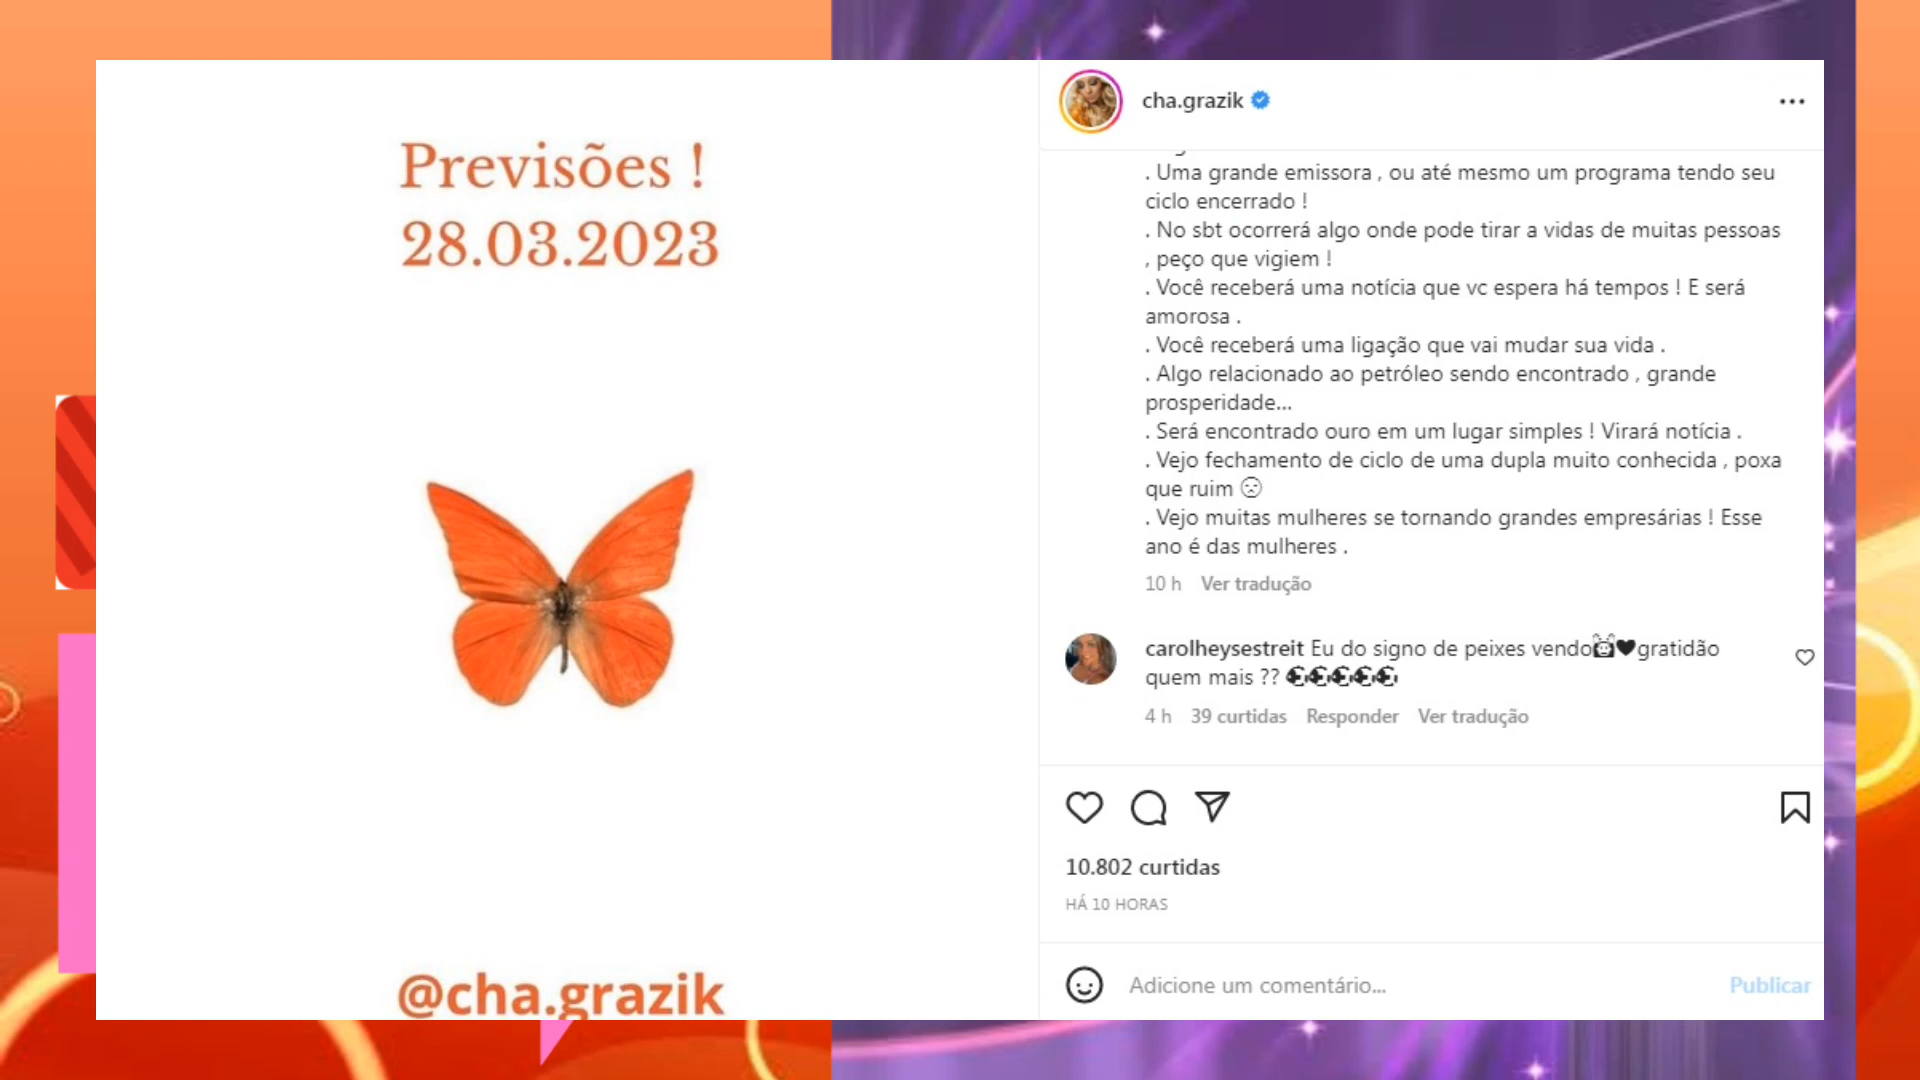 Previsões !
28.03.2023
@cha.grazik
cha.grazik
. Uma grande emissora , ou até mesmo um programa tendo seu
ciclo encerrado !
. No sbt ocorrerá algo onde pode tirar a vidas de muitas pessoas
, peço que vigiem !
. Você receberá uma notícia que vc espera há tempos ! E será
amorosa .
. Você receberá uma ligação que vai mudar sua vida .
. Algo relacionado ao petróleo sendo encontrado , grande
prosperidade...
. Será encontrado ouro em um lugar simples ! Virará notícia .
. Vejo fechamento de ciclo de uma dupla muito conhecida , poxa
que ruim 😞
. Vejo muitas mulheres se tornando grandes empresárias ! Esse
ano é das mulheres .
10 h Ver tradução
carolheysestreit Eu do signo de peixes vendo🙌🖤gratidão
quem mais ?? 🐠🐠🐠🐠🐠
4 h 39 curtidas Responder Ver tradução
10.802 curtidas
HÁ 10 HORAS
Adicione um comentário... Publicar